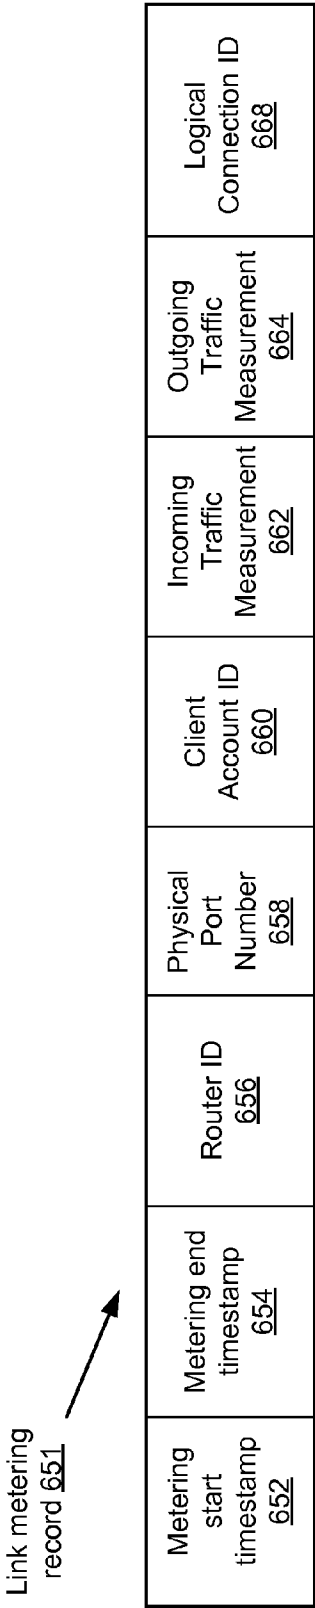 Link metering
record 651
Metering
start
timestamp
652
Metering end
timestamp
654
Router ID
656
Physical
Port
Number
658
Client
Account ID
660
Incoming
Traffic
Measurement
662
Outgoing
Traffic
Measurement
664
Logical
Connection ID
668